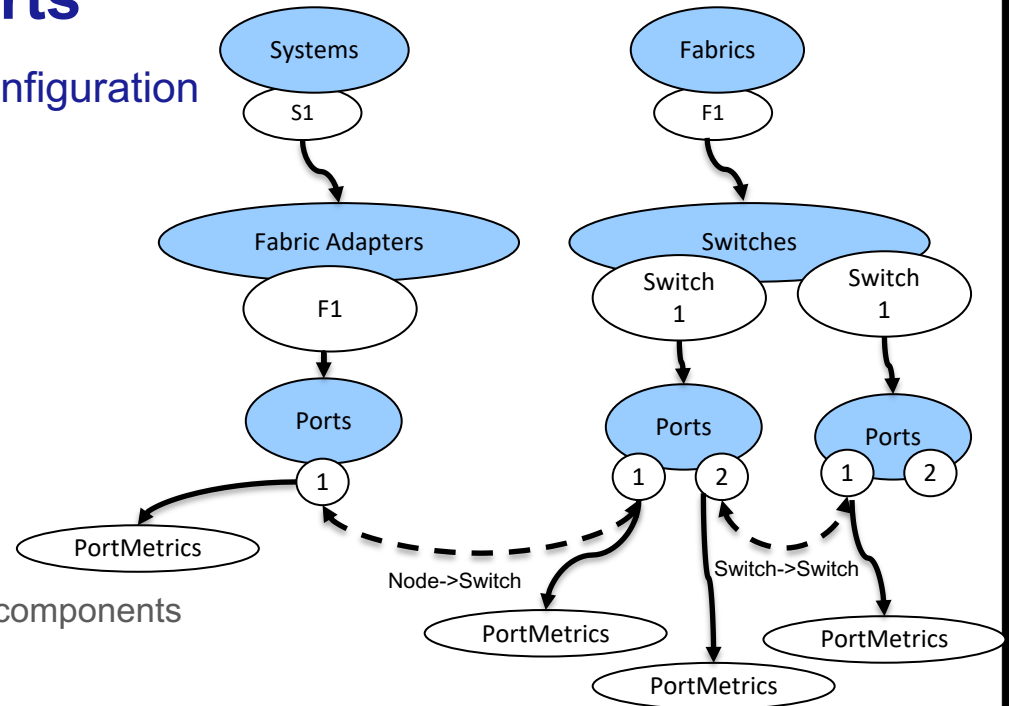 rts
nfiguration
Systems
S1
Fabric Adapters
F1
Ports
1
PortMetrics
Node->Switch
components
Fabrics
F1
Switches
Switch
1
Switch
1
Ports
1
2
Ports
1
2
Switch->Switch
PortMetrics
PortMetrics
PortMetrics